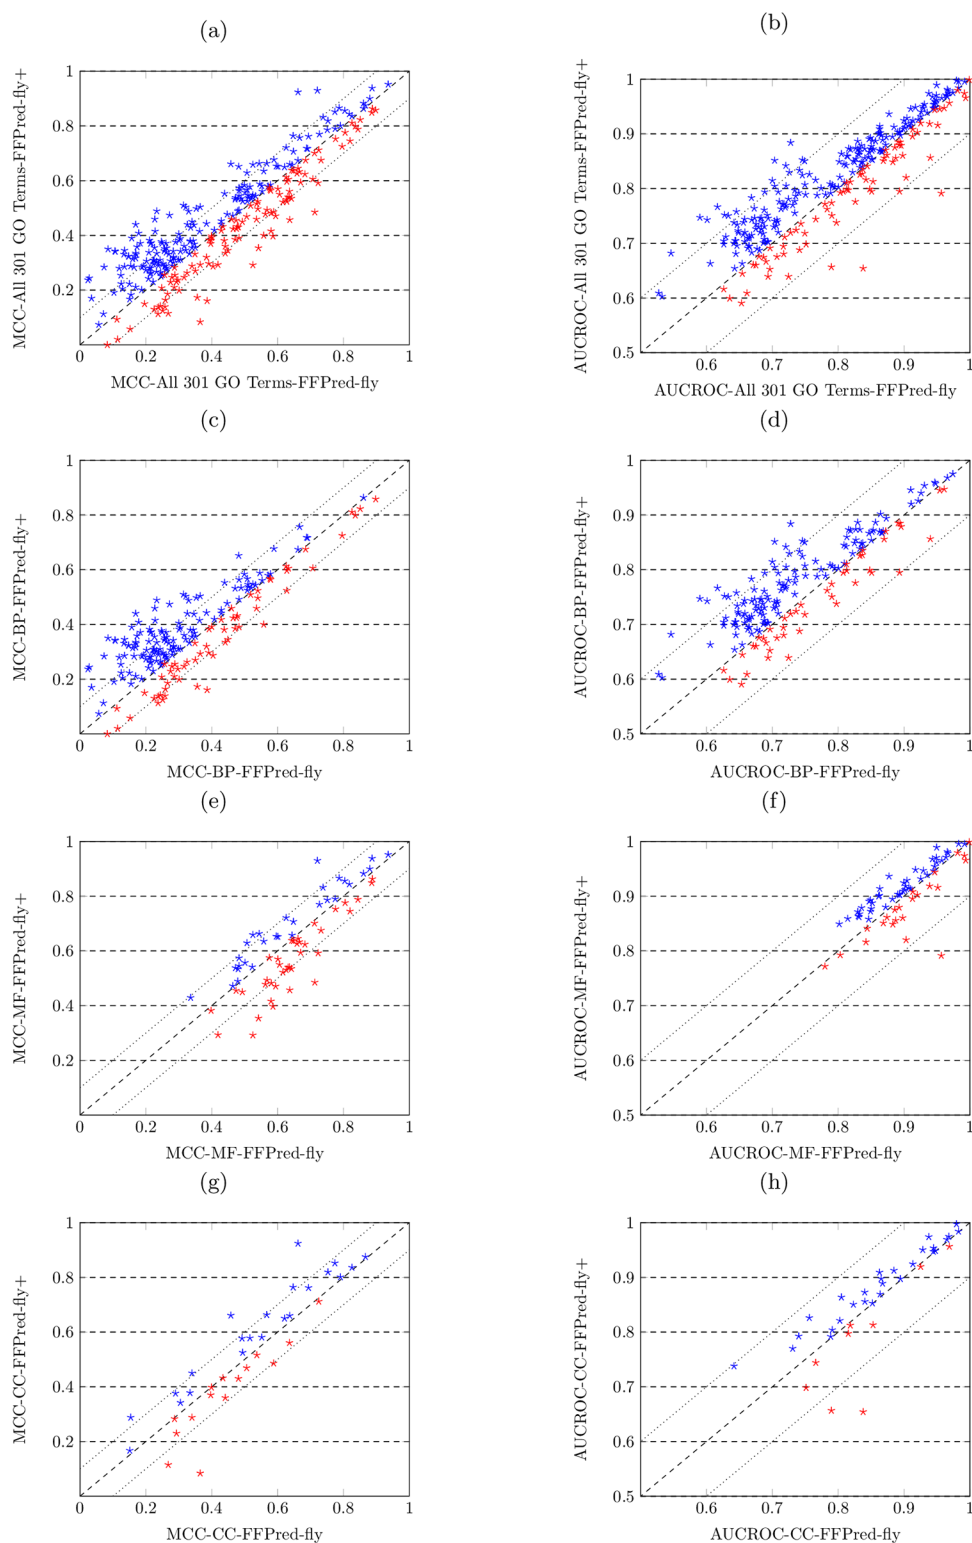 (a)
(b)
MCC-All 301 GO Terms-FFPred-fly+
1
0.8
0.6
0.4
0.2
0 0.2 0.4 0.6 0.8 1
MCC-All 301 GO Terms-FFPred-fly
AUCROC-All 301 GO Terms-FFPred-fly+
1
0.9
0.8
0.7
0.6
0.5
0.6 0.7 0.8 0.9 1
AUCROC-All 301 GO Terms-FFPred-fly
(c)
(d)
MCC-BP-FFPred-fly+
1
0.8
0.6
0.4
0.2
0 0.2 0.4 0.6 0.8 1
MCC-BP-FFPred-fly
AUCROC-BP-FFPred-fly+
1
0.9
0.8
0.7
0.6
0.5
0.6 0.7 0.8 0.9 1
AUCROC-BP-FFPred-fly
(e)
(f)
MCC-MF-FFPred-fly+
1
0.8
0.6
0.4
0.2
0 0.2 0.4 0.6 0.8 1
MCC-MF-FFPred-fly
AUCROC-MF-FFPred-fly+
1
0.9
0.8
0.7
0.6
0.5
0.6 0.7 0.8 0.9 1
AUCROC-MF-FFPred-fly
(g)
(h)
MCC-CC-FFPred-fly+
1
0.8
0.6
0.4
0.2
0 0.2 0.4 0.6 0.8 1
MCC-CC-FFPred-fly
AUCROC-CC-FFPred-fly+
1
0.9
0.8
0.7
0.6
0.5
0.6 0.7 0.8 0.9 1
AUCROC-CC-FFPred-fly